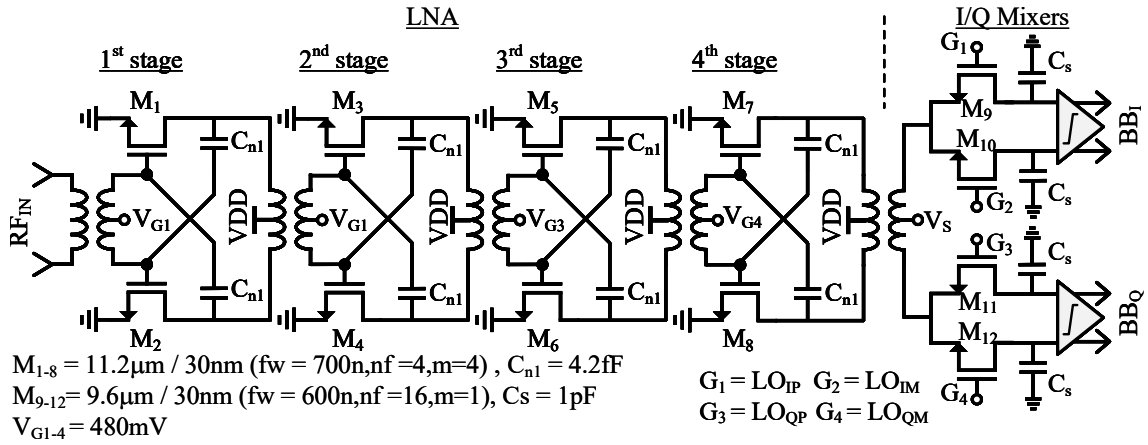 LNA
I/Q Mixers
1st stage
2nd stage
3rd stage
4th stage
M1
M3
M5
M7
Cn1
Cn1
Cn1
Cn1
RFIN
VG1
VDD
VG1
VDD
VG3
VDD
VG4
VDD
VS
Cn1
Cn1
Cn1
Cn1
M2
M4
M6
M8
G1
Cs
M9
M10
BBI
G2
Cs
G3
Cs
M11
M12
BBQ
G4
Cs
M1-8 = 11.2μm / 30nm (fw = 700n,nf =4,m=4) , Cn1 = 4.2fF
M9-12= 9.6μm / 30nm (fw = 600n,nf =16,m=1), Cs = 1pF
VG1-4 = 480mV
G1 = LOIP G2 = LOIM
G3 = LOQP G4 = LOQM